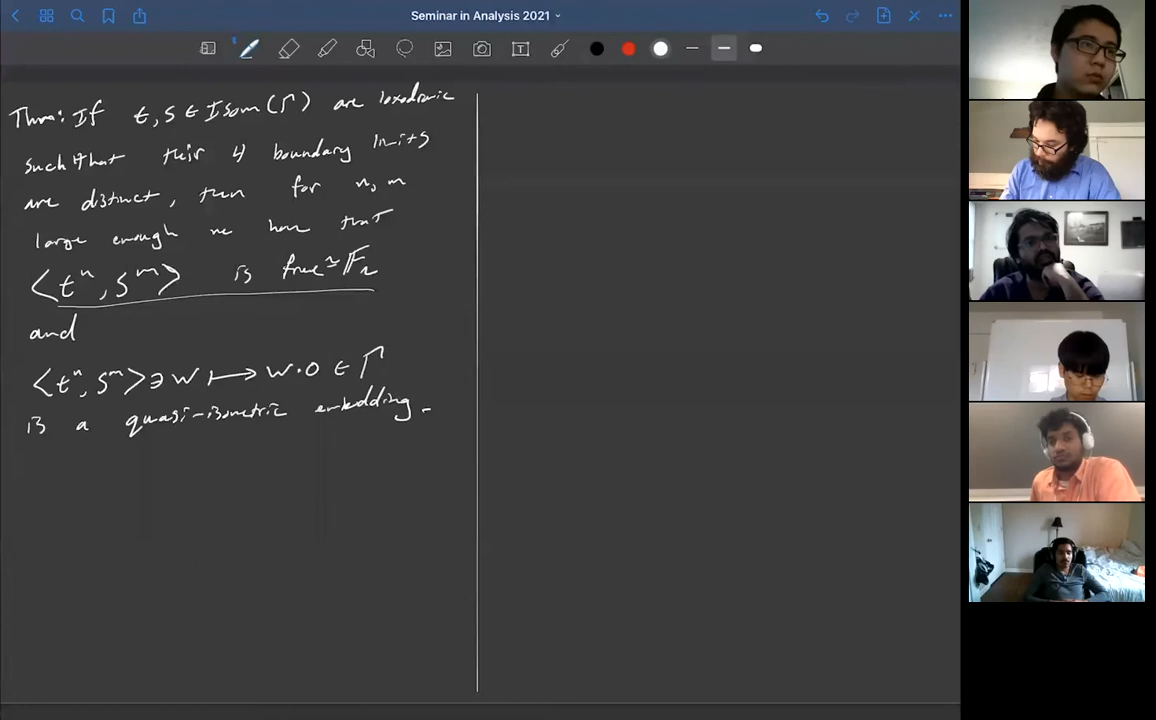 Seminar in Analysis 2021
Thm: If t, s ∈ Isom(Γ) are loxodromic
such that their 4 boundary limits
are distinct, then for n, m
large enough we have that
<tⁿ, sᵐ> is free ≃ 𝔽₂
and
<tⁿ, sᵐ> ∋ w ↦ w·o ∈ Γ
is a quasi-isometric embedding.